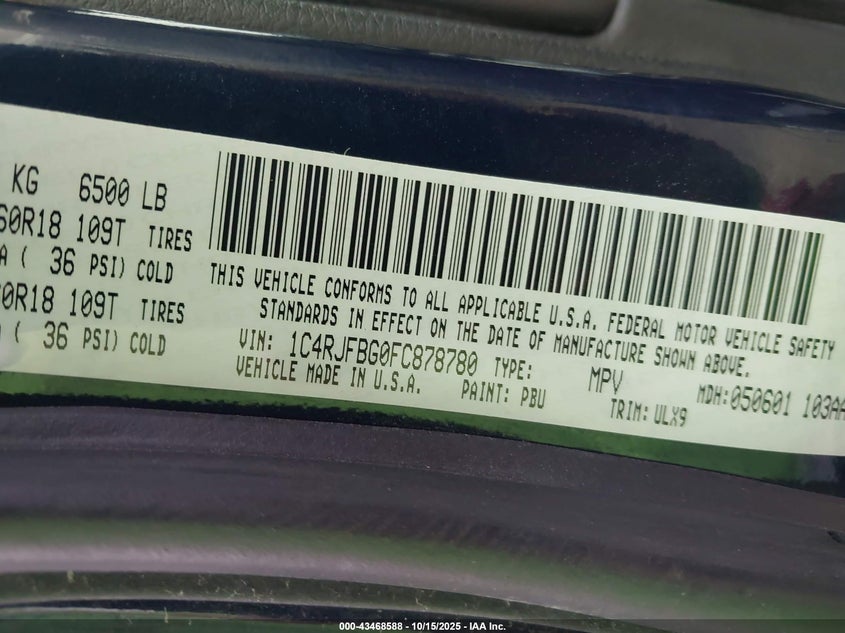 KG 6500 LB
60R18 109T TIRES
( 36 PSI) COLD
60R18 109T TIRES
( 36 PSI) COLD
THIS VEHICLE CONFORMS TO ALL APPLICABLE U.S.A. FEDERAL MOTOR VEHICLE SAFETY
STANDARDS IN EFFECT ON THE DATE OF MANUFACTURE SHOWN ABOVE.
VIN: 1C4RJFBG0FC878780 TYPE: MPV MDH:050601 103AA
VEHICLE MADE IN U.S.A. PAINT: PBU TRIM: ULX9
000-43468588 - 10/15/2025 - IAA Inc.